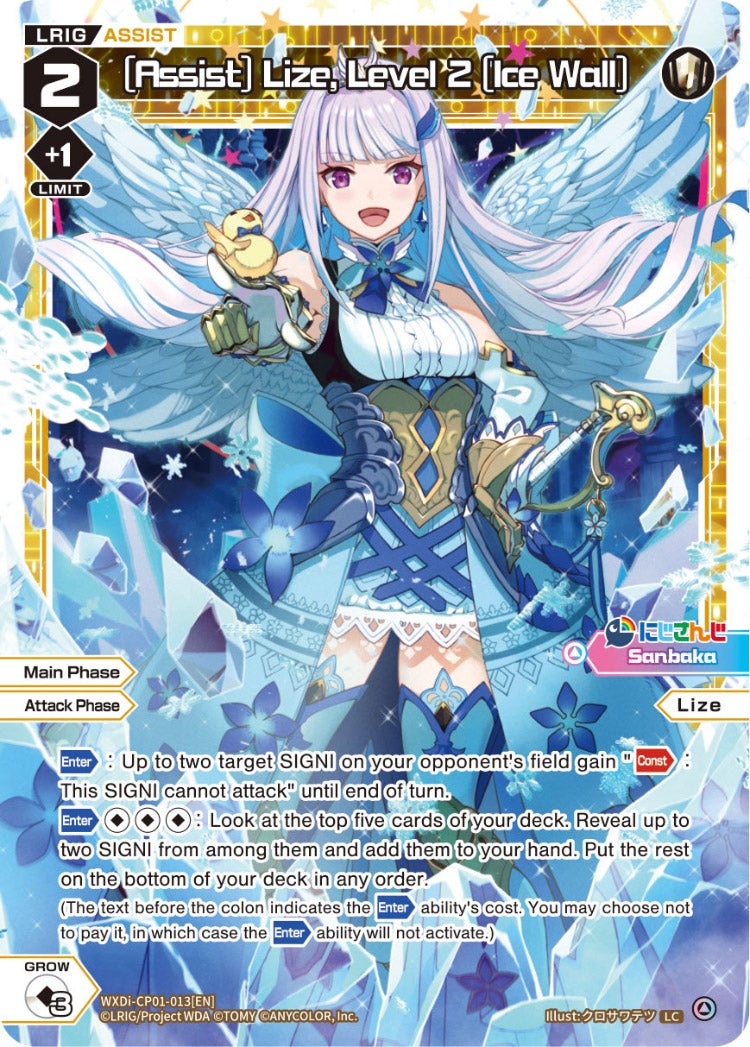 LRIG ASSIST
2 [Assist] Lize, Level 2 [Ice Wall]
+1
LIMIT
にじさんじ
Sanbaka
Main Phase
Attack Phase
Lize
Enter : Up to two target SIGNI on your opponent's field gain " Const :
This SIGNI cannot attack" until end of turn.
Enter : Look at the top five cards of your deck. Reveal up to
two SIGNI from among them and add them to your hand. Put the rest
on the bottom of your deck in any order.
(The text before the colon indicates the Enter ability's cost. You may choose not
to pay it, in which case the Enter ability will not activate.)
GROW
3
WXDi-CP01-013[EN]
©LRIG/Project WDA ©TOMY ©ANYCOLOR, Inc.
Illust:クロサワテツ LC